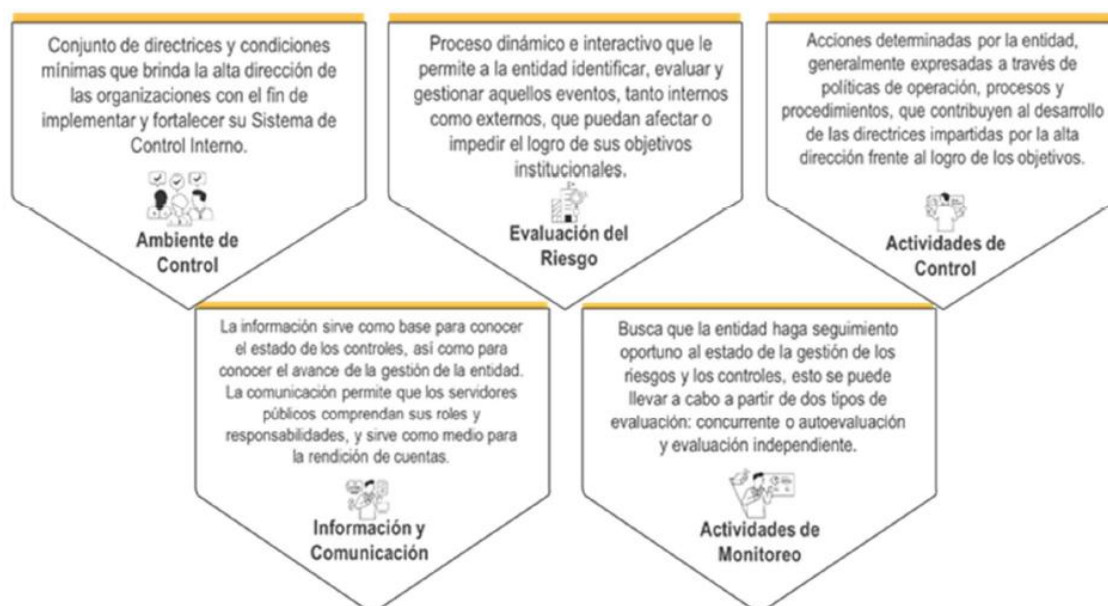 Conjunto de directrices y condiciones
mínimas que brinda la alta dirección de
las organizaciones con el fin de
implementar y fortalecer su Sistema de
Control Interno.
Ambiente de
Control
Proceso dinámico e interactivo que le
permite a la entidad identificar, evaluar y
gestionar aquellos eventos, tanto internos
como externos, que puedan afectar o
impedir el logro de sus objetivos
institucionales.
Evaluación del
Riesgo
Acciones determinadas por la entidad,
generalmente expresadas a través de
políticas de operación, procesos y
procedimientos, que contribuyen al desarrollo
de las directrices impartidas por la alta
dirección frente al logro de los objetivos.
Actividades de
Control
La información sirve como base para conocer
el estado de los controles, así como para
conocer el avance de la gestión de la entidad.
La comunicación permite que los servidores
públicos comprendan sus roles y
responsabilidades, y sirve como medio para
la rendición de cuentas.
Información y
Comunicación
Busca que la entidad haga seguimiento
oportuno al estado de la gestión de los
riesgos y los controles, esto se puede
llevar a cabo a partir de dos tipos de
evaluación: concurrente o autoevaluación
y evaluación independiente.
Actividades de
Monitoreo